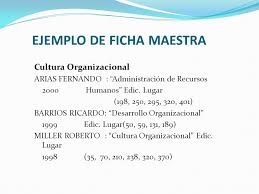 EJEMPLO DE FICHA MAESTRA
Cultura Organizacional
ARIAS FERNANDO : "Administración de Recursos
2000 Humanos" Edic. Lugar
(198, 250, 295, 320, 401)
BARRIOS RICARDO: "Desarrollo Organizacional"
1999 Edic. Lugar(50, 59, 131, 189)
MILLER ROBERTO : "Cultura Organizacional" Edic.
Lugar
1998 (35, 70, 210, 238, 320, 370)